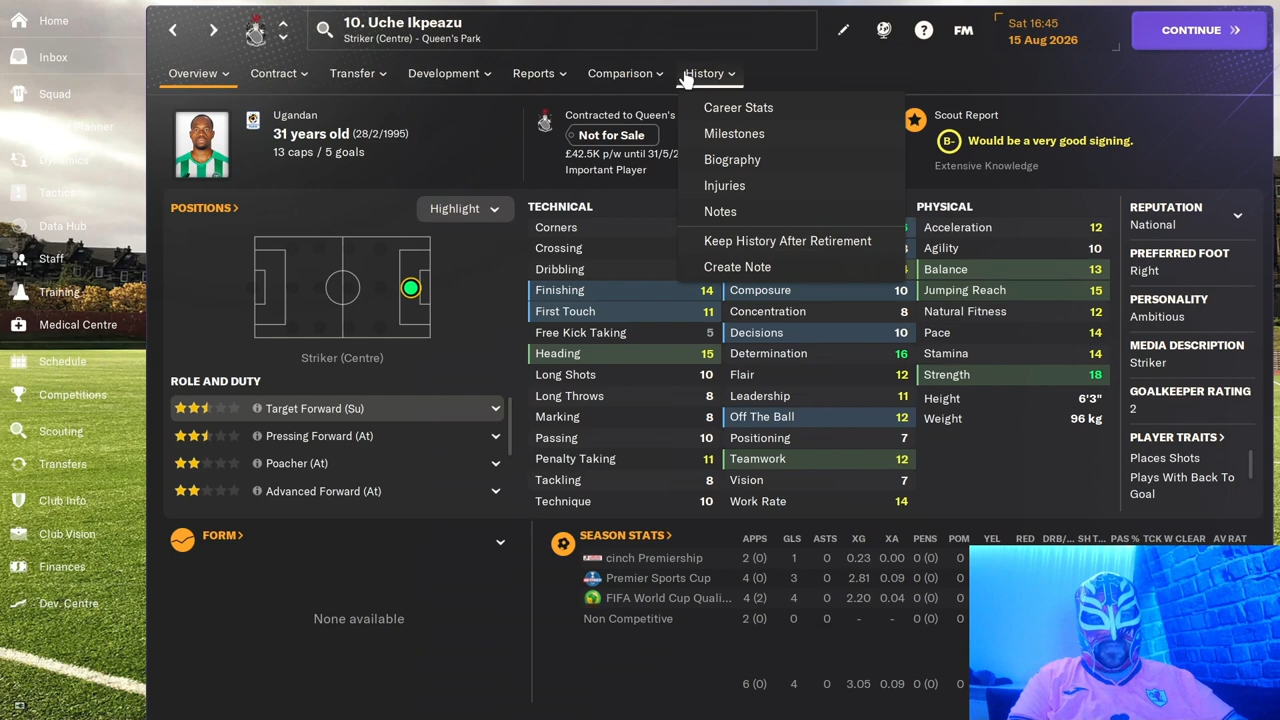 Home
Inbox
Squad
Planner
Dynamics
Tactics
Data Hub
Staff
Training
Medical Centre
Schedule
Competitions
Scouting
Transfers
Club Info
Club Vision
Finances
Dev. Centre
10. Uche Ikpeazu
Striker (Centre) - Queen's Park
FM
Sat 16:45
15 Aug 2026
CONTINUE
Overview
Contract
Transfer
Development
Reports
Comparison
History
Career Stats
Milestones
Biography
Injuries
Notes
Keep History After Retirement
Create Note
Ugandan
31 years old (28/2/1995)
13 caps / 5 goals
Contracted to Queen's
Not for Sale
£42.5K p/w until 31/5/2
Important Player
Scout Report
B- Would be a very good signing.
Extensive Knowledge
POSITIONS
Highlight
Striker (Centre)
ROLE AND DUTY
Target Forward (Su)
Pressing Forward (At)
Poacher (At)
Advanced Forward (At)
TECHNICAL
Corners
Crossing
Dribbling
Finishing 14
First Touch 11
Free Kick Taking 5
Heading 15
Long Shots 10
Long Throws 8
Marking 8
Passing 10
Penalty Taking 11
Tackling 8
Technique 10
Composure 10
Concentration 8
Decisions 10
Determination 16
Flair 12
Leadership 11
Off The Ball 12
Positioning 7
Teamwork 12
Vision 7
Work Rate 14
PHYSICAL
Acceleration 12
Agility 10
Balance 13
Jumping Reach 15
Natural Fitness 12
Pace 14
Stamina 14
Strength 18
Height 6'3"
Weight 96 kg
REPUTATION
National
PREFERRED FOOT
Right
PERSONALITY
Ambitious
MEDIA DESCRIPTION
Striker
GOALKEEPER RATING
2
PLAYER TRAITS
Places Shots
Plays With Back To
Goal
FORM
None available
SEASON STATS APPS GLS ASTS XG XA PENS POM YEL RED DRB/... SH T... PAS % TCK W CLEAR AV RAT
cinch Premiership 2 (0) 1 0 0.23 0.00 0 (0) 0
Premier Sports Cup 4 (0) 3 0 2.81 0.09 0 (0) 0
FIFA World Cup Quali... 4 (2) 4 0 2.20 0.04 0 (0) 0
Non Competitive 2 (0) 0 0 - - 0 (0) 0
6 (0) 4 0 3.05 0.09 0 (0) 0